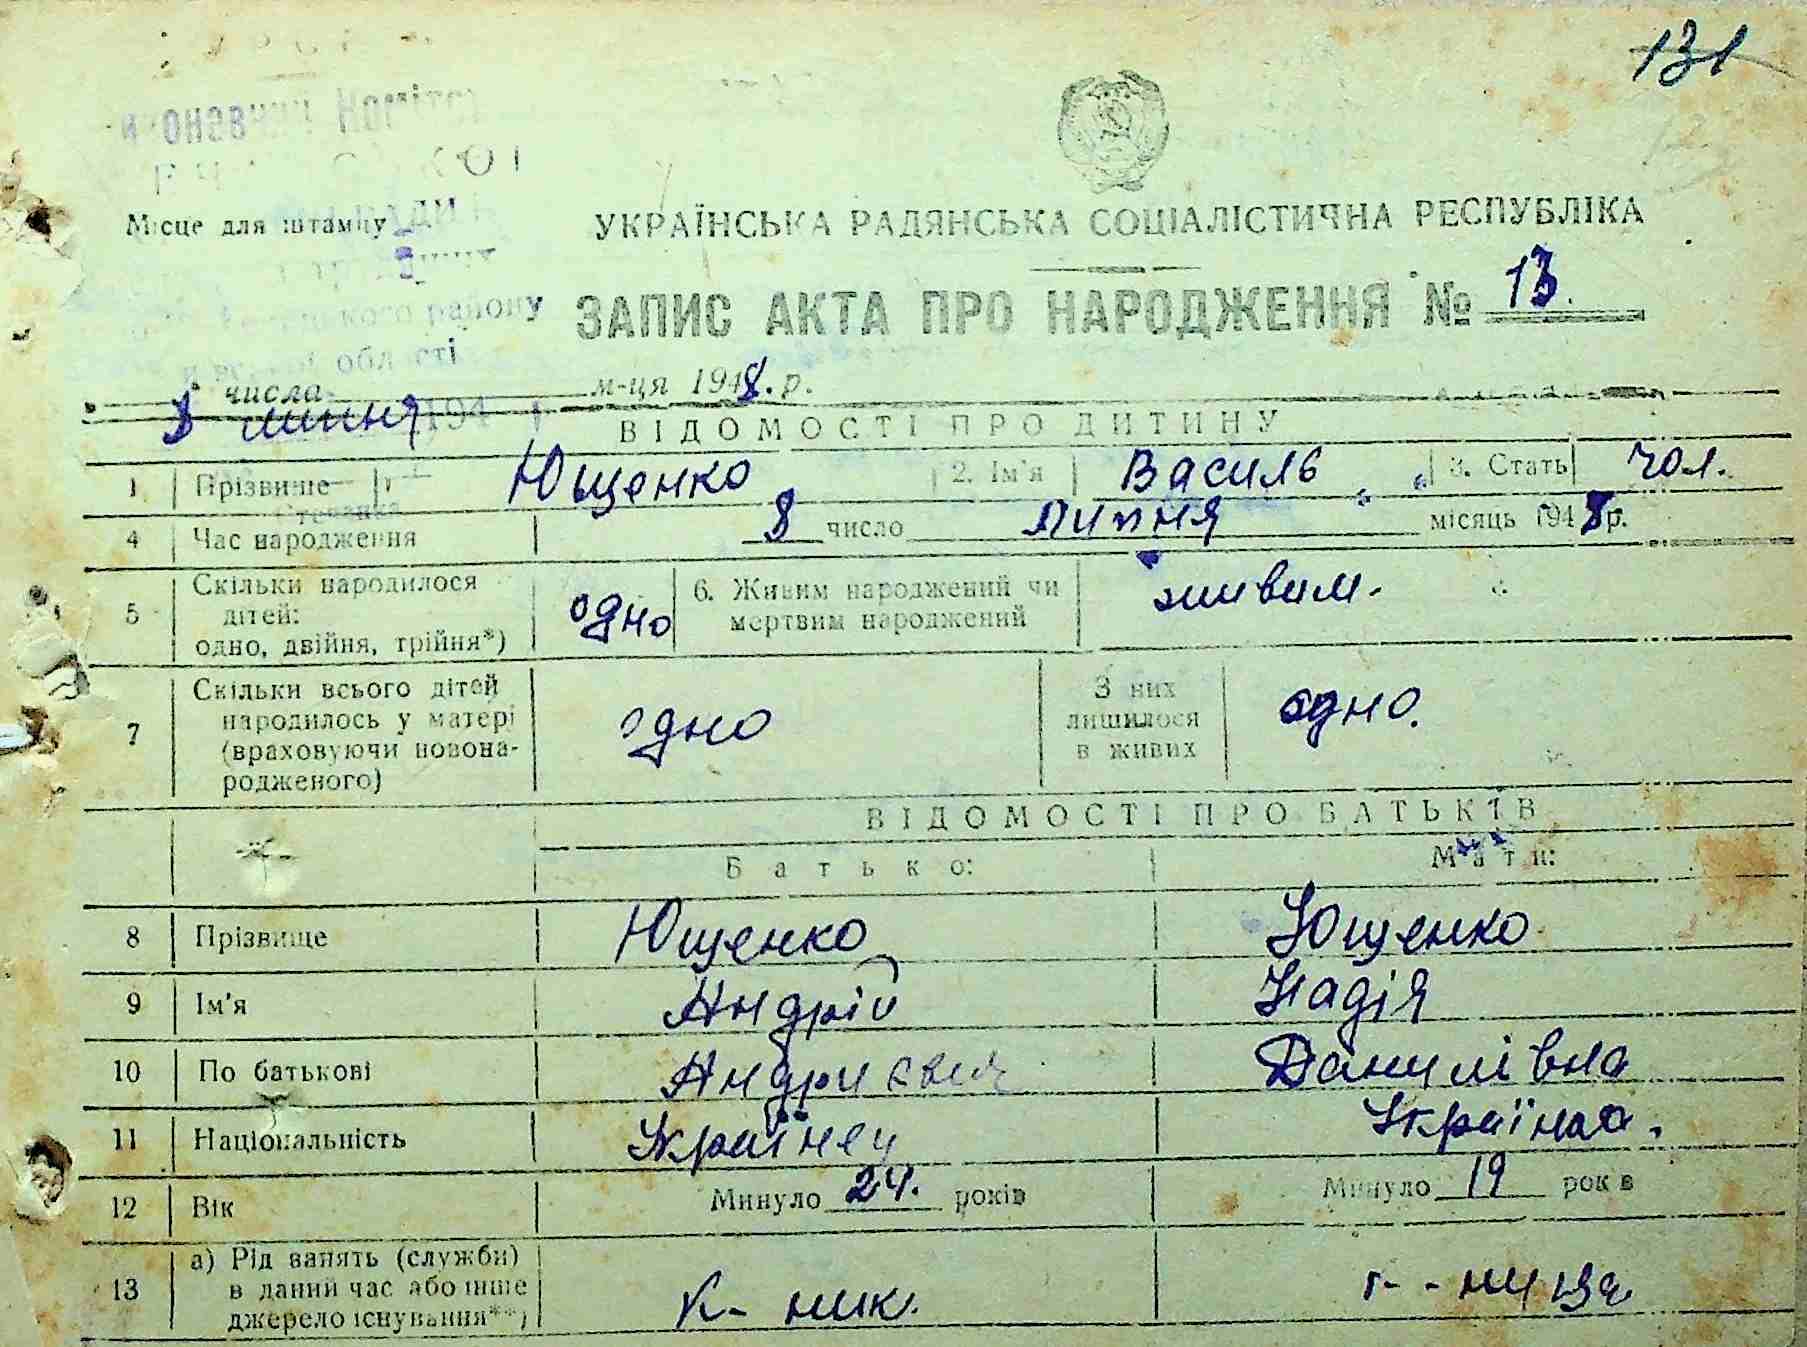 131
Комітет
Місце для штампу
УКРАЇНСЬКА РАДЯНСЬКА СОЦІАЛІСТИЧНА РЕСПУБЛІКА
ЗАПИС АКТА ПРО НАРОДЖЕННЯ № 13.
району
області
числа м-ця 1948. р.
8 липня 194
ВІДОМОСТІ ПРО ДИТИНУ
1 Прізвище Ющенко 2. Ім'я Василь 3. Стать чол.
4 Час народження 8 число липня місяць 1948 р.
5 Скільки народилося дітей: одно, двійня, трійня*) одно 6. Живим народжений чи мертвим народжений живим.
7 Скільки всього дітей народилось у матері (враховуючи новонародженого) одно З них лишилося в живих одно.
ВІДОМОСТІ ПРО БАТЬКІВ
Батько: Мати:
8 Прізвище Ющенко Ющенко
9 Ім'я Андрій Надія
10 По батькові Андриєвич Данилівна
11 Національність Українец Українка.
12 Вік Минуло 24. років Минуло 19 років
13 а) Рід занять (служби) в даний час або інше джерело існування**) к-ник. к-ниця